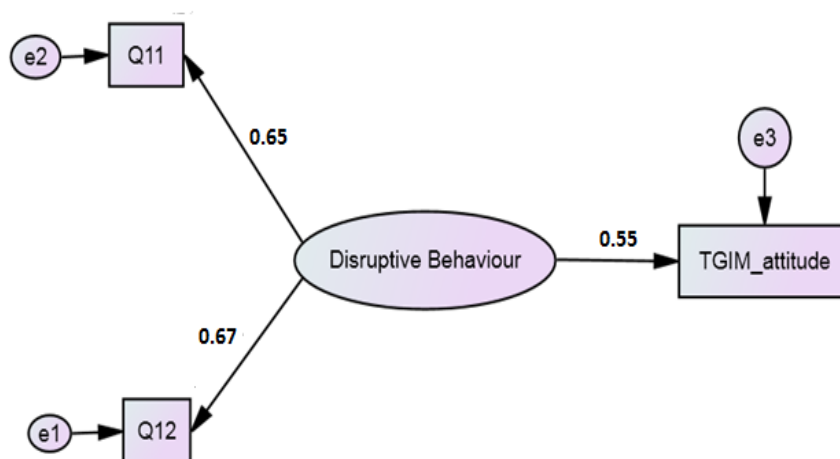 e2
Q11
0.65
e3
Disruptive Behaviour
0.55
TGIM_attitude
0.67
e1
Q12